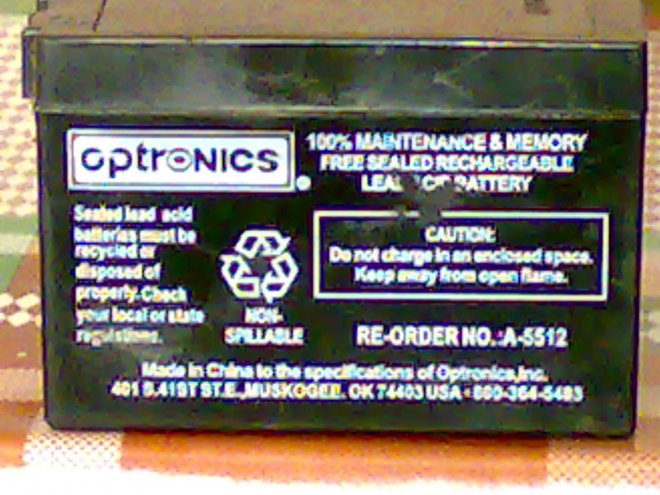 optronics
100% MAINTENANCE & MEMORY
FREE SEALED RECHARGEABLE
BATTERY
CAUTION:
Do not charge in an enclosed space.
Keep away from open flame.
Sealed lead acid
batteries must be
recycled or
disposed of
properly. Check
your local or state
regulations.
NON-
SPILLABLE
RE-ORDER NO.:A-5512
Made in China to the specifications of Optronics,Inc.
401 S.41ST ST.E.,MUSKOGEE. OK 74403 USA